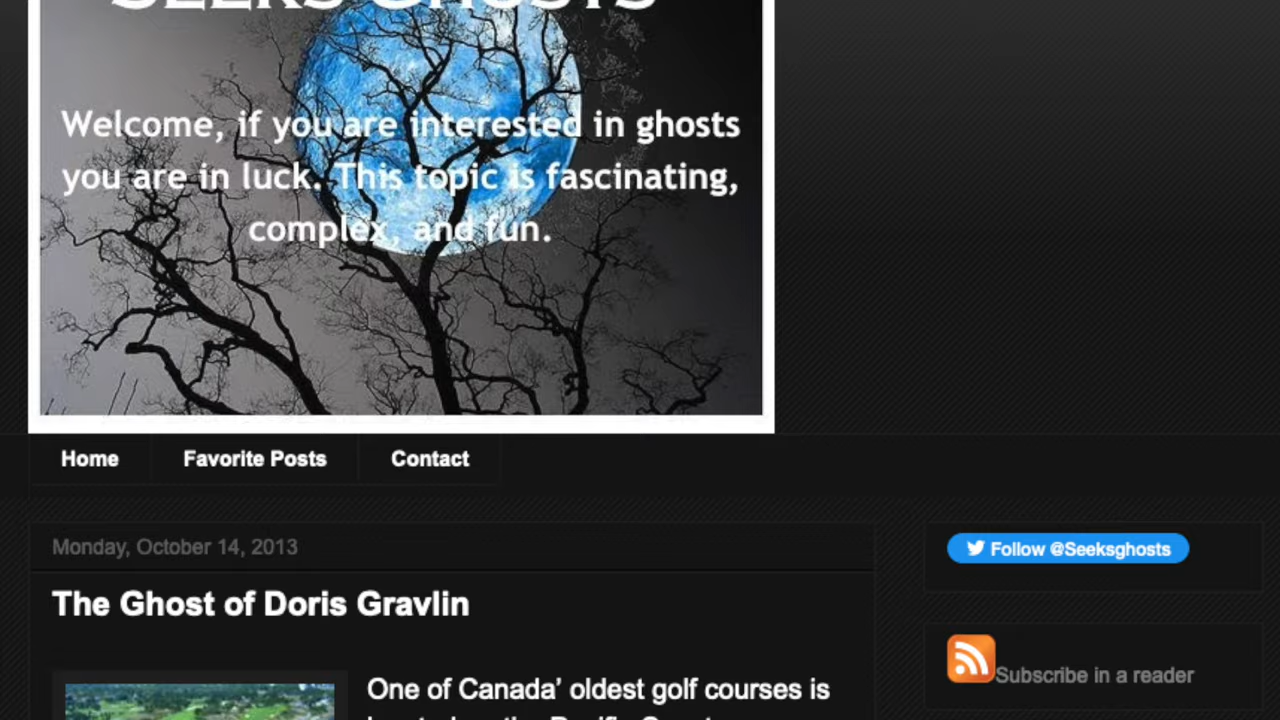 SEEKS GHOSTS
Welcome, if you are interested in ghosts
you are in luck. This topic is fascinating,
complex, and fun.
Home
Favorite Posts
Contact
Monday, October 14, 2013
Follow @Seeksghosts
The Ghost of Doris Gravlin
Subscribe in a reader
One of Canada’ oldest golf courses is